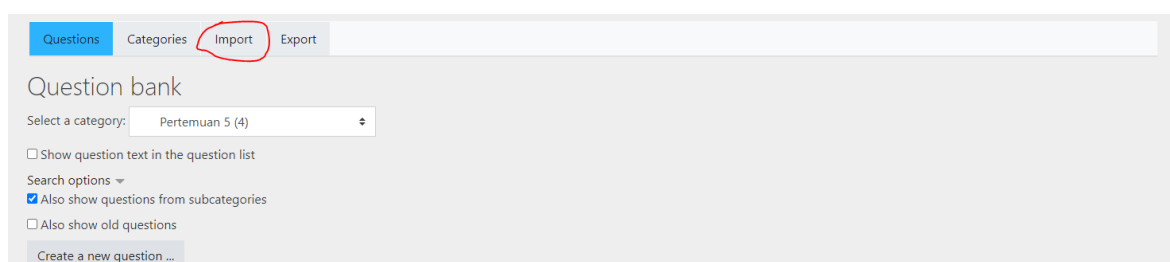 Questions Categories Import Export
Question bank
Select a category: Pertemuan 5 (4)
Show question text in the question list
Search options
Also show questions from subcategories
Also show old questions
Create a new question ...